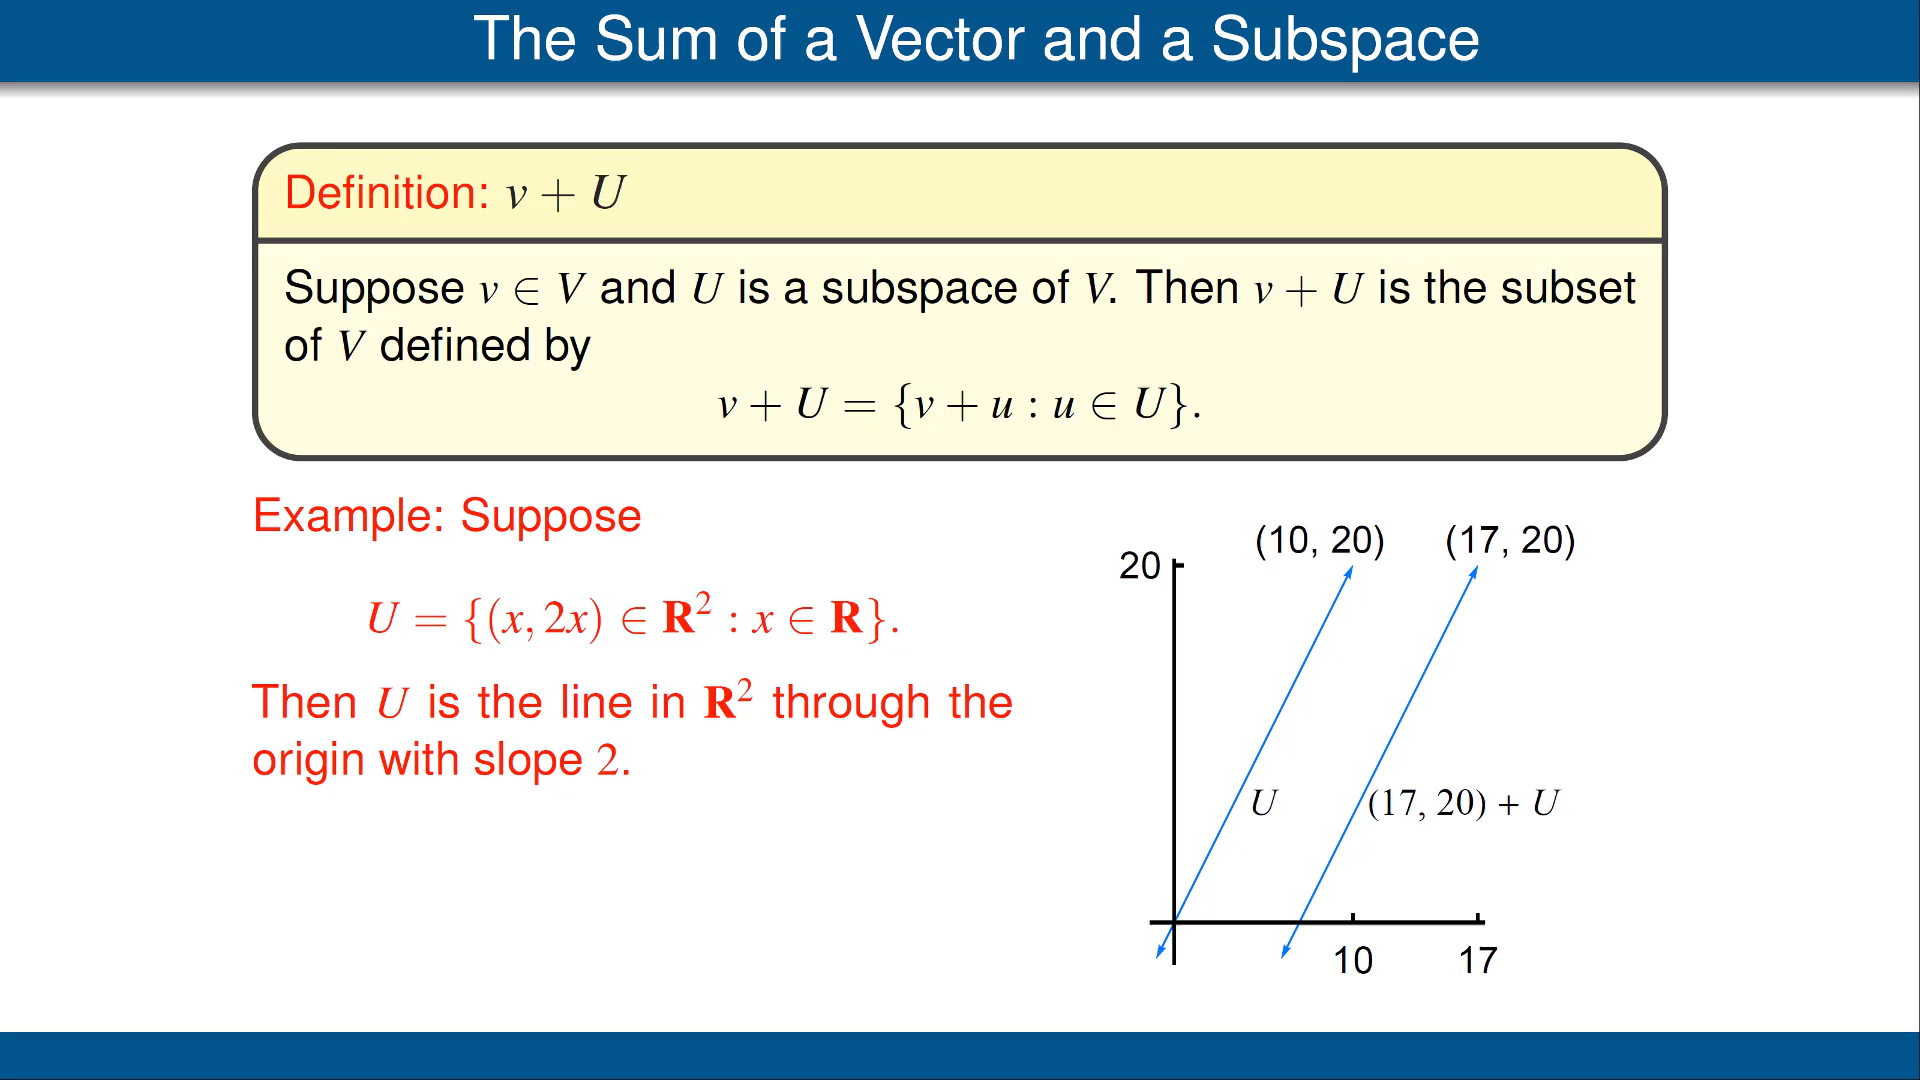 The Sum of a Vector and a Subspace
Definition: v + U
Suppose v ∈ V and U is a subspace of V. Then v + U is the subset
of V defined by
v + U = {v + u : u ∈ U}.
Example: Suppose
U = {(x, 2x) ∈ R² : x ∈ R}.
Then U is the line in R² through the
origin with slope 2.
(10, 20) (17, 20)
20
U (17, 20) + U
10 17